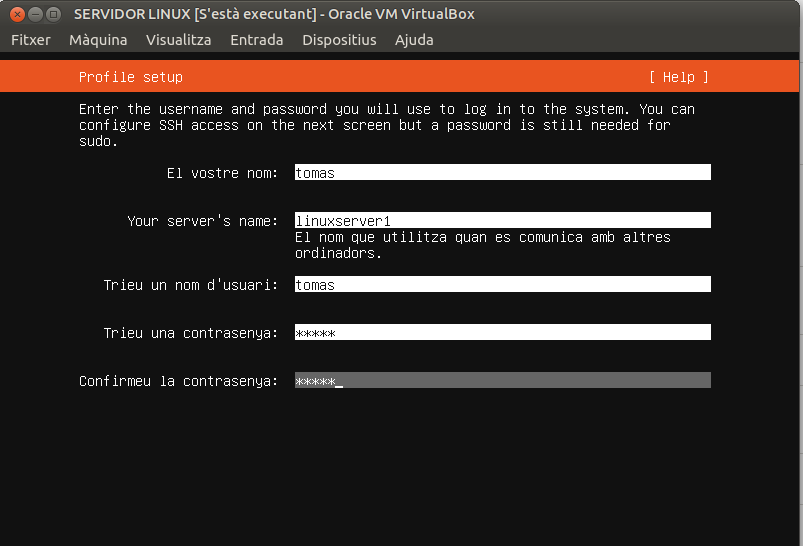 SERVIDOR LINUX [S'està executant] - Oracle VM VirtualBox
Fitxer Màquina Visualitza Entrada Dispositius Ajuda
Profile setup [ Help ]
Enter the username and password you will use to log in to the system. You can
configure SSH access on the next screen but a password is still needed for
sudo.
El vostre nom: tomas
Your server's name: linuxserver1
El nom que utilitza quan es comunica amb altres
ordinadors.
Trieu un nom d'usuari: tomas
Trieu una contrasenya: *****
Confirmeu la contrasenya: *****_